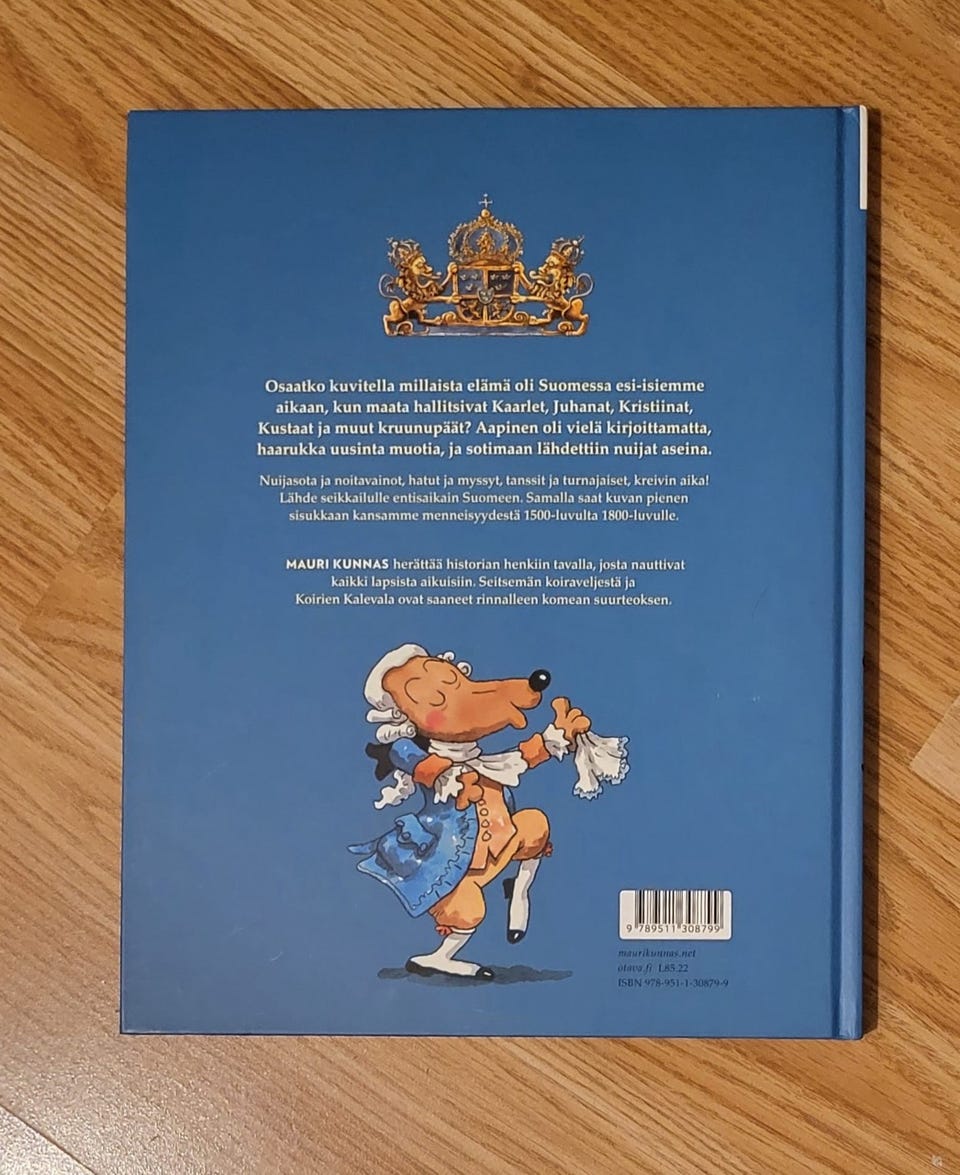 Osaatko kuvitella millaista elämä oli Suomessa esi-isiemme
aikaan, kun maata hallitsivat Kaarlet, Juhanat, Kristiinat,
Kustaat ja muut kruunupäät? Aapinen oli vielä kirjoittamatta,
haarukka uusinta muotia, ja sotimaan lähdettiin nuijat aseina.
Nuijasota ja noitavainot, hatut ja myssyt, tanssit ja turnajaiset, kreivin aika!
Lähde seikkailulle entisaikain Suomeen. Samalla saat kuvan pienen
sisukkaan kansamme menneisyydestä 1500-luvulta 1800-luvulle.
MAURI KUNNAS herättää historian henkiin tavalla, josta nauttivat
kaikki lapsista aikuisiin. Seitsemän koiraveljestä ja
Koirien Kalevala ovat saaneet rinnalleen komean suurteoksen.
9 789511 308799
maurikunnas.net
otava.fi L85.22
ISBN 978-951-1-30879-9